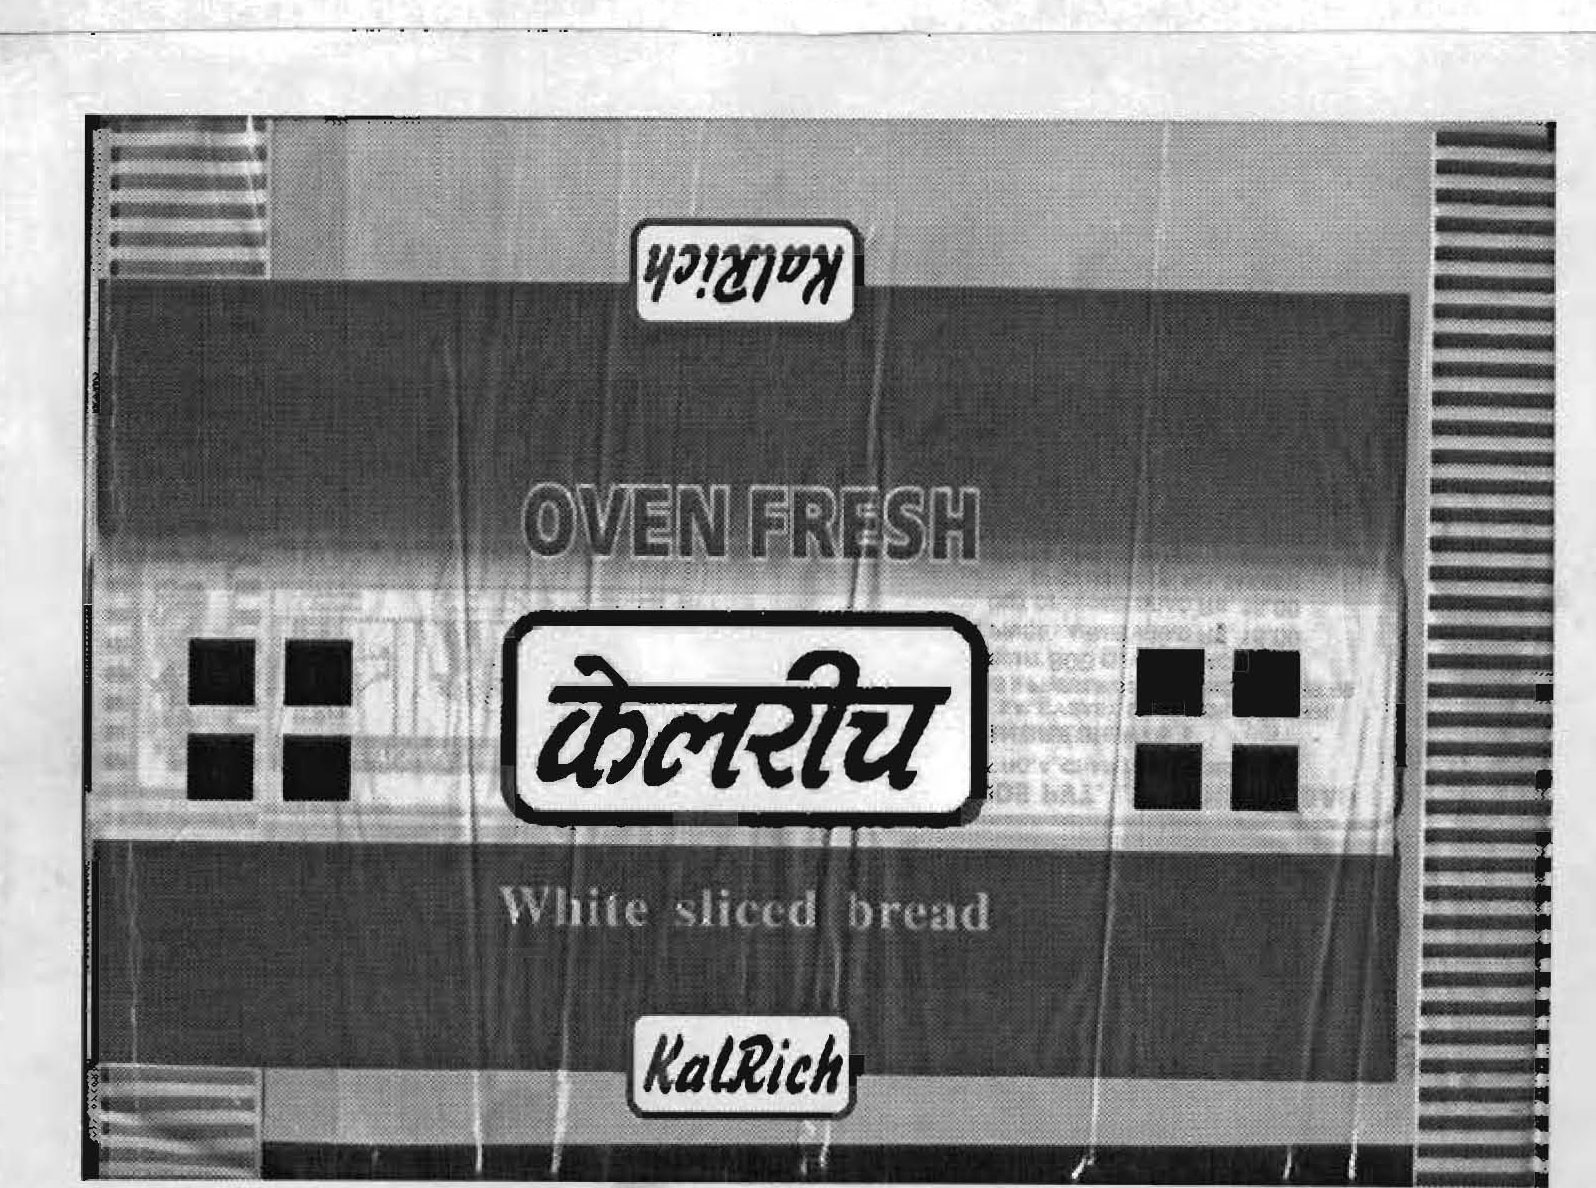 KalRich
OVEN FRESH
केलरीच
White sliced bread
KalRich